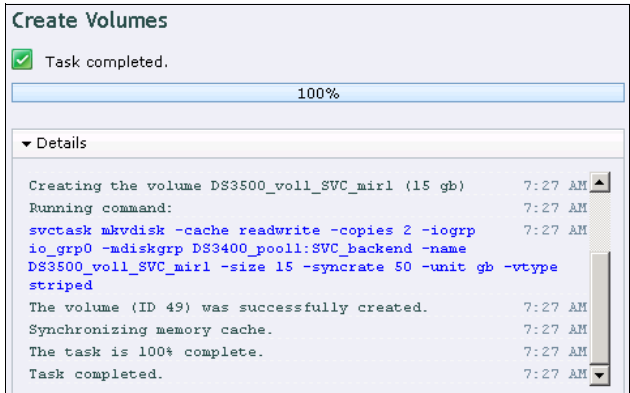 Create Volumes
Task completed.
100%
Details
Creating the volume DS3500_vol1_SVC_mir1 (15 gb) 7:27 AM
Running command: 7:27 AM
svctask mkvdisk -cache readwrite -copies 2 -iogrp 7:27 AM
io_grp0 -mdiskgrp DS3400_pool1:SVC_backend -name
DS3500_vol1_SVC_mir1 -size 15 -syncrate 50 -unit gb -vtype
striped
The volume (ID 49) was successfully created. 7:27 AM
Synchronizing memory cache. 7:27 AM
The task is 100% complete. 7:27 AM
Task completed. 7:27 AM